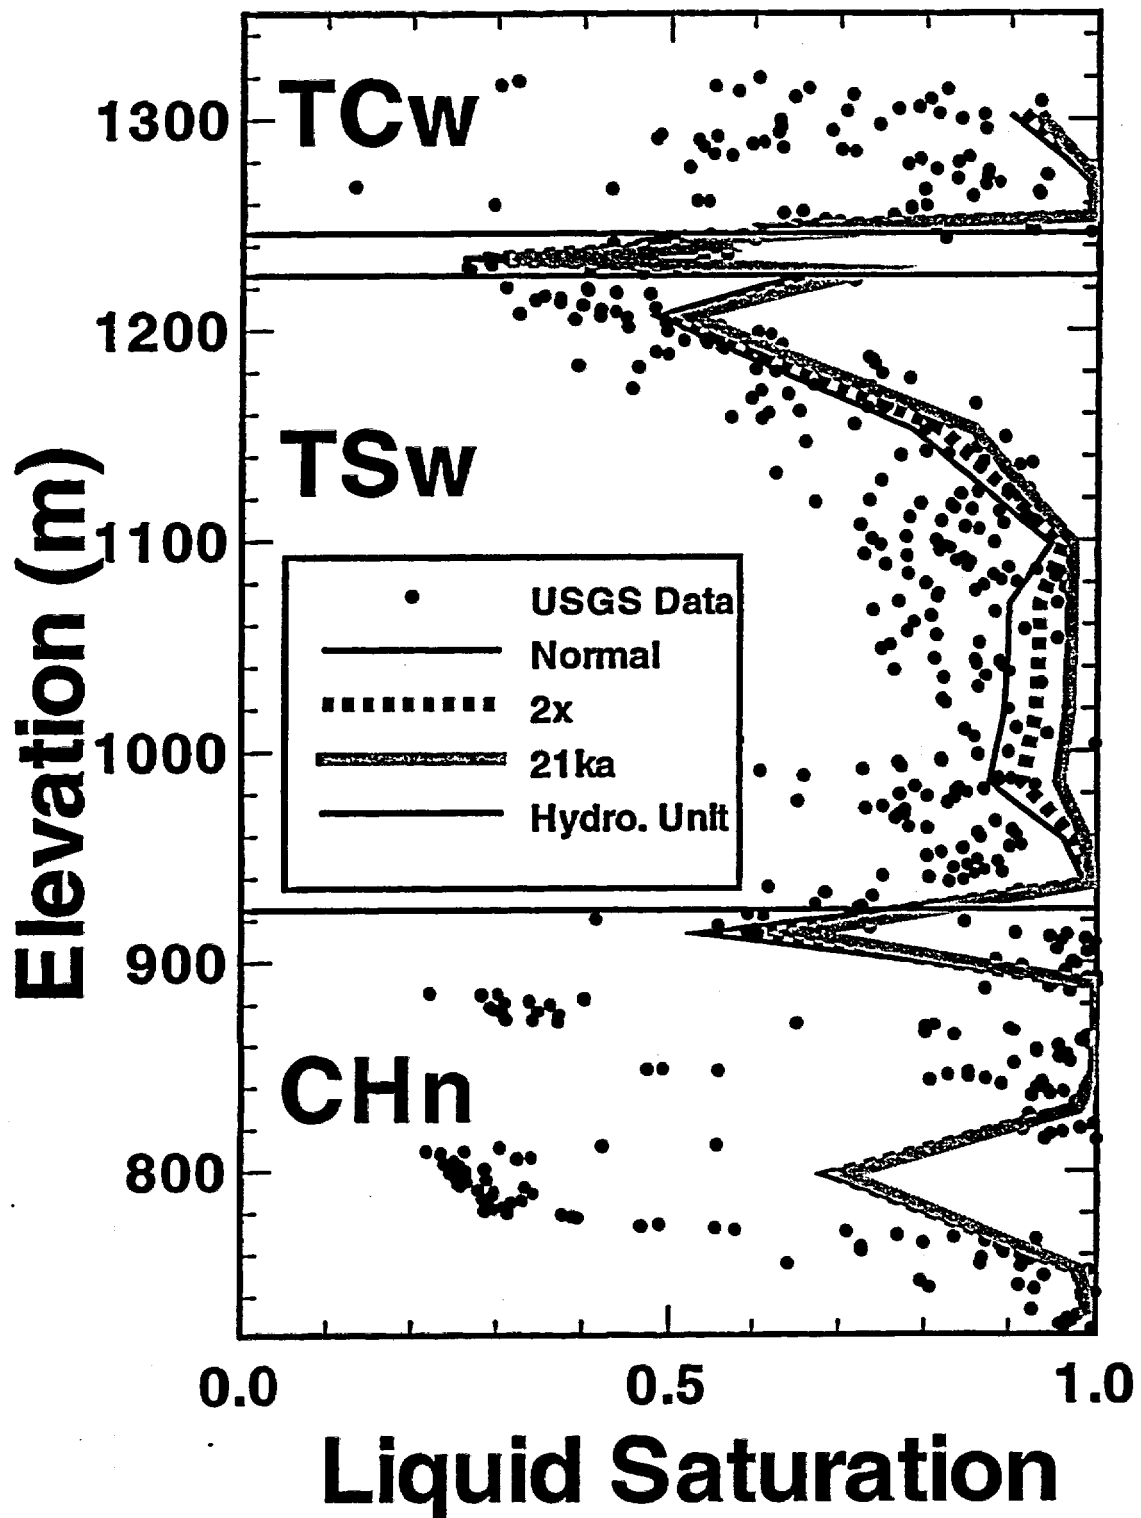 TCw
1300
1200
TSw
1100
USGS Data
Normal
2x
1000
21ka
Hydro. Unit
900
CHn
800
Elevation (m)
0.0
0.5
1.0
Liquid Saturation